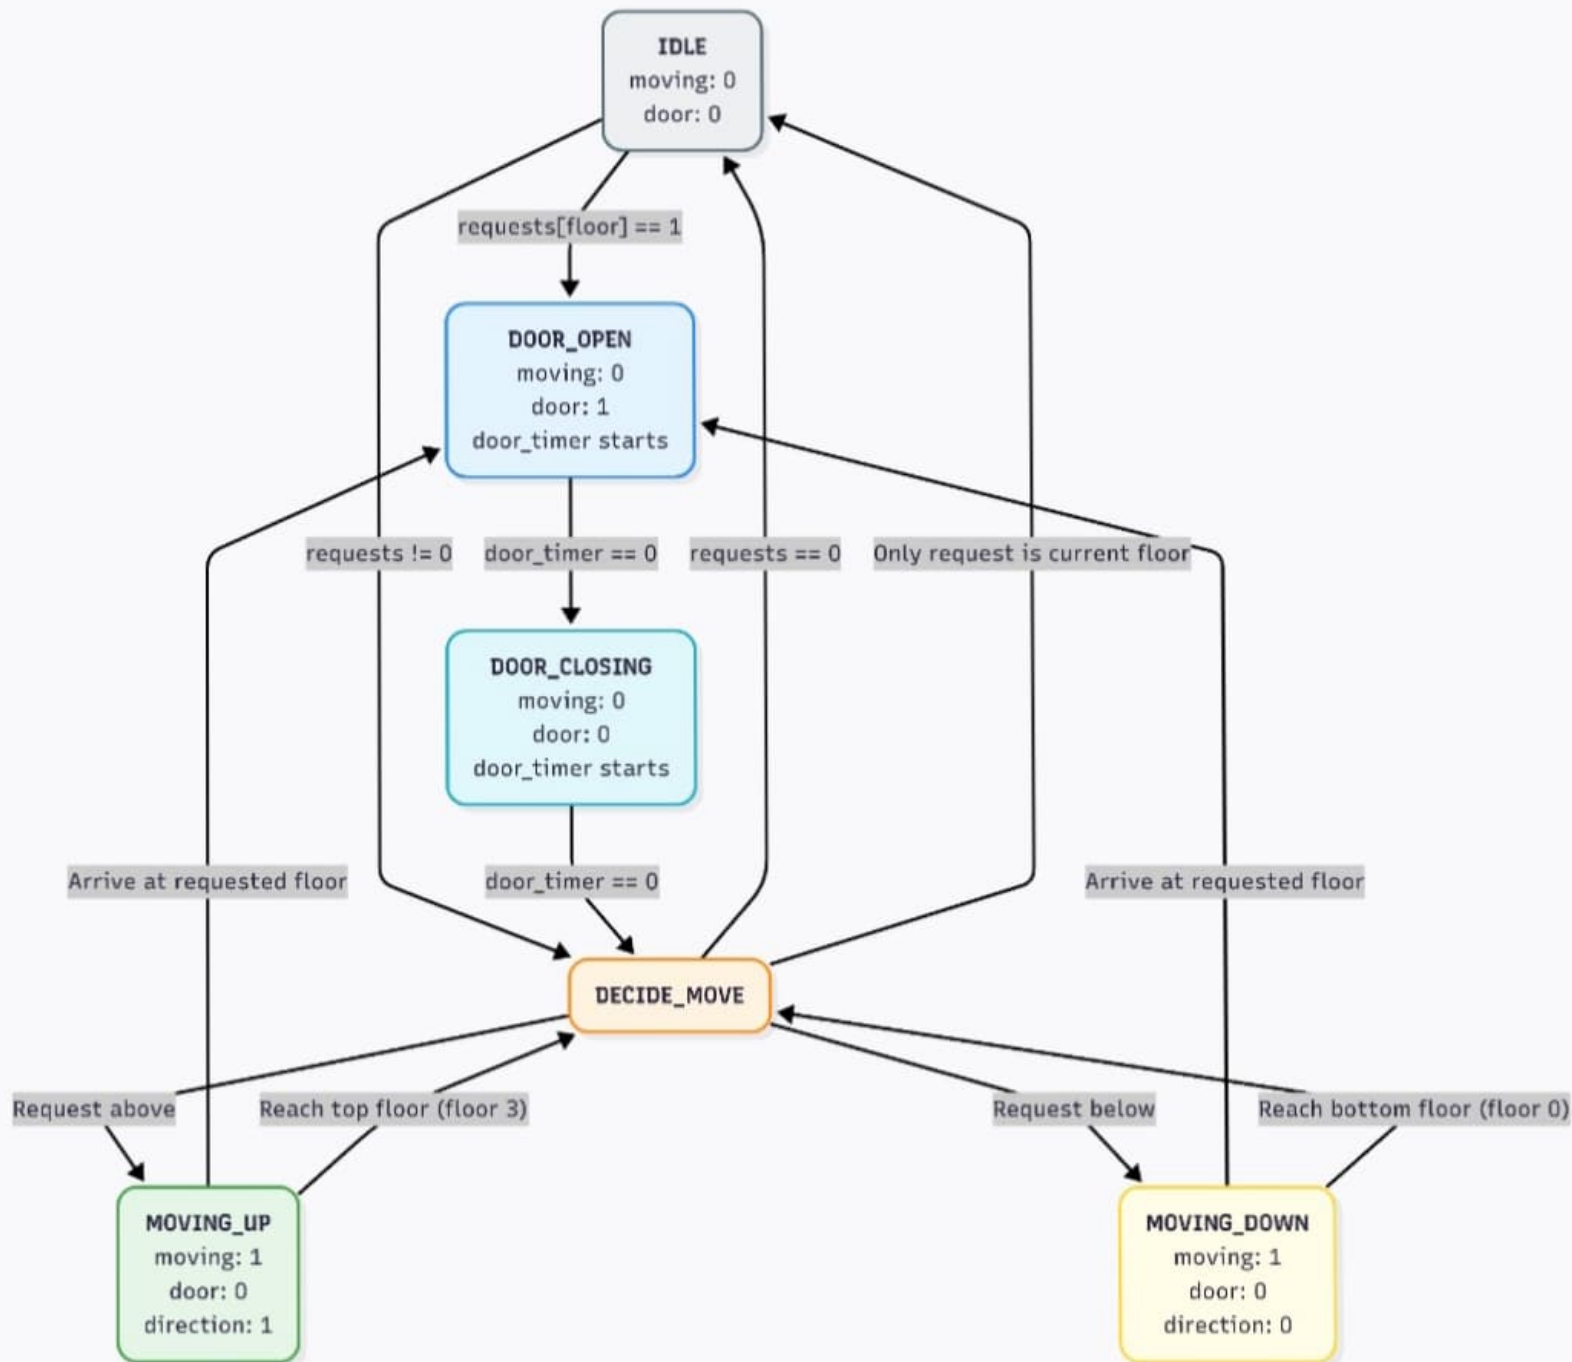 IDLE
moving: 0
door: 0
requests[floor] == 1
DOOR_OPEN
moving: 0
door: 1
door_timer starts
requests != 0
door_timer == 0
requests == 0
Only request is current floor
DOOR_CLOSING
moving: 0
door: 0
door_timer starts
Arrive at requested floor
door_timer == 0
Arrive at requested floor
DECIDE_MOVE
Request above
Reach top floor (floor 3)
Request below
Reach bottom floor (floor 0)
MOVING_UP
moving: 1
door: 0
direction: 1
MOVING_DOWN
moving: 1
door: 0
direction: 0